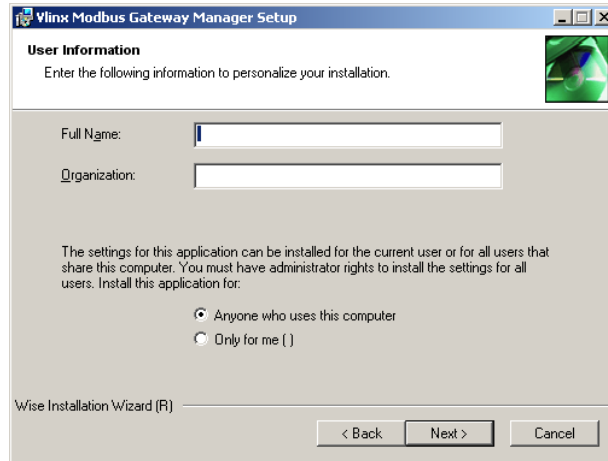 Vlinx Modbus Gateway Manager Setup
User Information
Enter the following information to personalize your installation.
Full Name:
Organization:
The settings for this application can be installed for the current user or for all users that
share this computer. You must have administrator rights to install the settings for all
users. Install this application for:
Anyone who uses this computer
Only for me ( )
Wise Installation Wizard (R)
< Back Next > Cancel